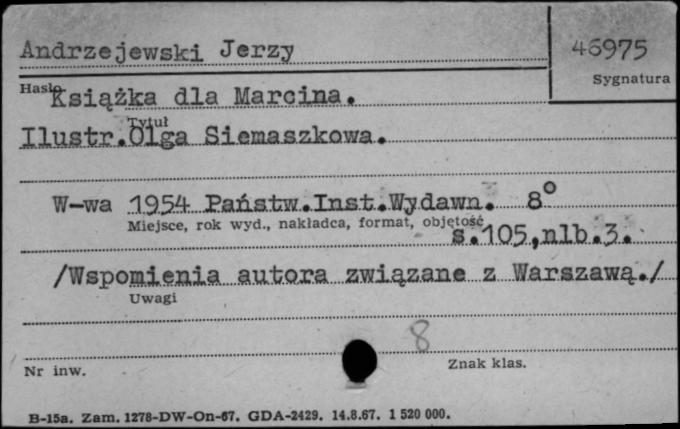 Andrzejewski Jerzy 46975
Hasło Sygnatura
Książka dla Marcina.
Tytuł
Ilustr.Olga Siemaszkowa.
W-wa 1954 Państw.Inst.Wydawn. 8°
Miejsce, rok wyd., nakładca, format, objętość
s.105,nlb.3.
/Wspomienia autora związane z Warszawą./
Uwagi
8
Nr inw. Znak klas.
B-15a. Zam. 1278-DW-On-67. GDA-2429. 14.8.67. 1 520 000.